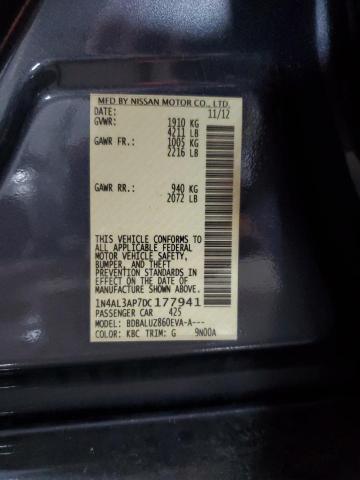 MFD BY NISSAN MOTOR CO., LTD.
DATE: 11/12
GVWR: 1910 KG
4211 LB
GAWR FR.: 1005 KG
2216 LB
GAWR RR.: 940 KG
2072 LB
THIS VEHICLE CONFORMS TO
ALL APPLICABLE FEDERAL
MOTOR VEHICLE SAFETY,
BUMPER, AND THEFT
PREVENTION STANDARDS
IN EFFECT ON THE DATE OF
MANUFACTURE SHOWN ABOVE.
1N4AL3AP7DC177941
PASSENGER CAR 425
MODEL: BDBALUZ860EVA-A---
COLOR: KBC TRIM: G 9N00A